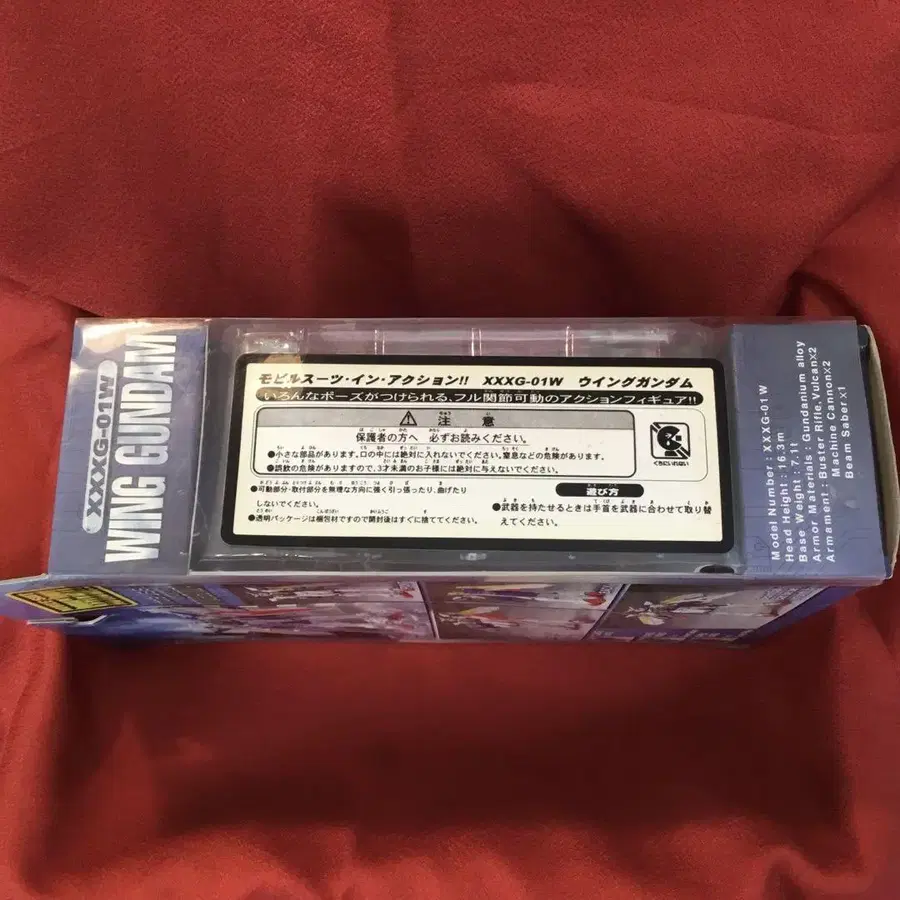 XXXG-01W
WING GUNDAM
モビルスーツ・イン・アクション!! XXXG-01W ウイングガンダム
いろんなポーズがつけられる、フル関節可動のアクションフィギュア!!
注意
保護者の方へ 必ずお読みください。
●小さな部品があります。口の中には絶対に入れないでください。窒息などの危険があります。
●誤飲の危険がありますので、3才未満のお子様には絶対に与えないでください。
くちにいれない
●可動部分・取付部分を無理な方向に強く引っ張ったり、曲げたり
しないでください。
●透明パッケージは梱包材ですので開封後はすぐに捨ててください。
遊び方
●武器を持たせるときは手首を武器に合わせて取り替
えてください。
Model Number : XXXG-01W
Head Height : 16.3m
Base Weight : 7.1t
Armor Materials : Gundanium alloy
Armament : Buster Rifle, Vulcan×2
Machine Cannon×2
Beam Saber×1